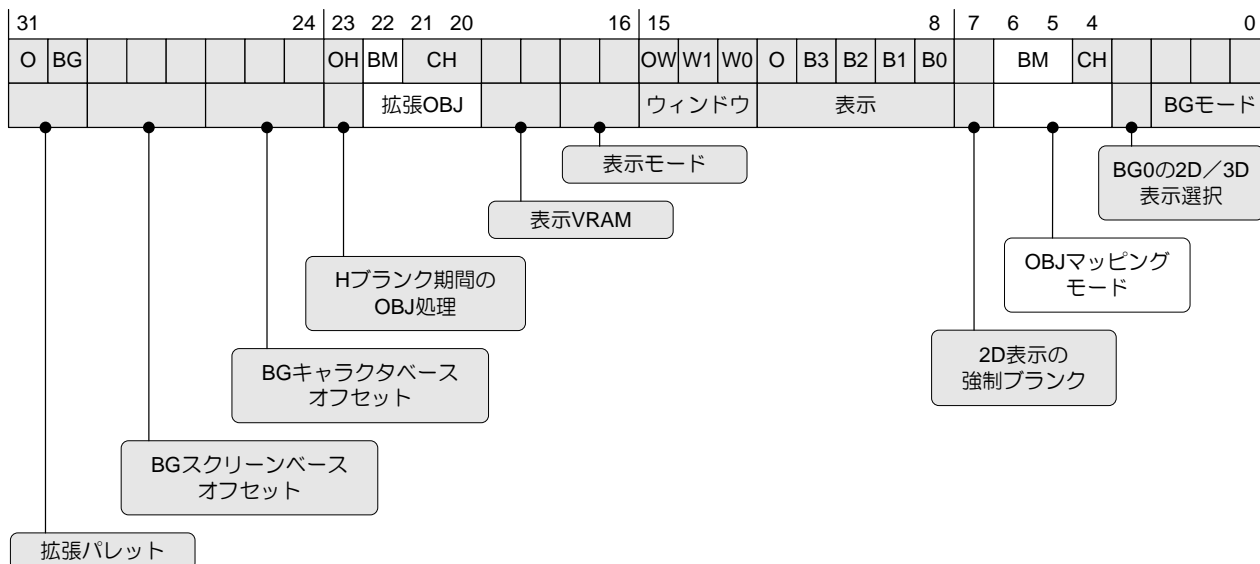 31 24 23 22 21 20 16 15 8 7 6 5 4 0
O BG OH BM CH OW W1 W0 O B3 B2 B1 B0 BM CH
拡張OBJ ウィンドウ 表示 BGモード
表示モード
BG0の2D／3D
表示選択
表示VRAM
OBJマッピング
モード
Hブランク期間の
OBJ処理
2D表示の
強制ブランク
BGキャラクタベース
オフセット
BGスクリーンベース
オフセット
拡張パレット